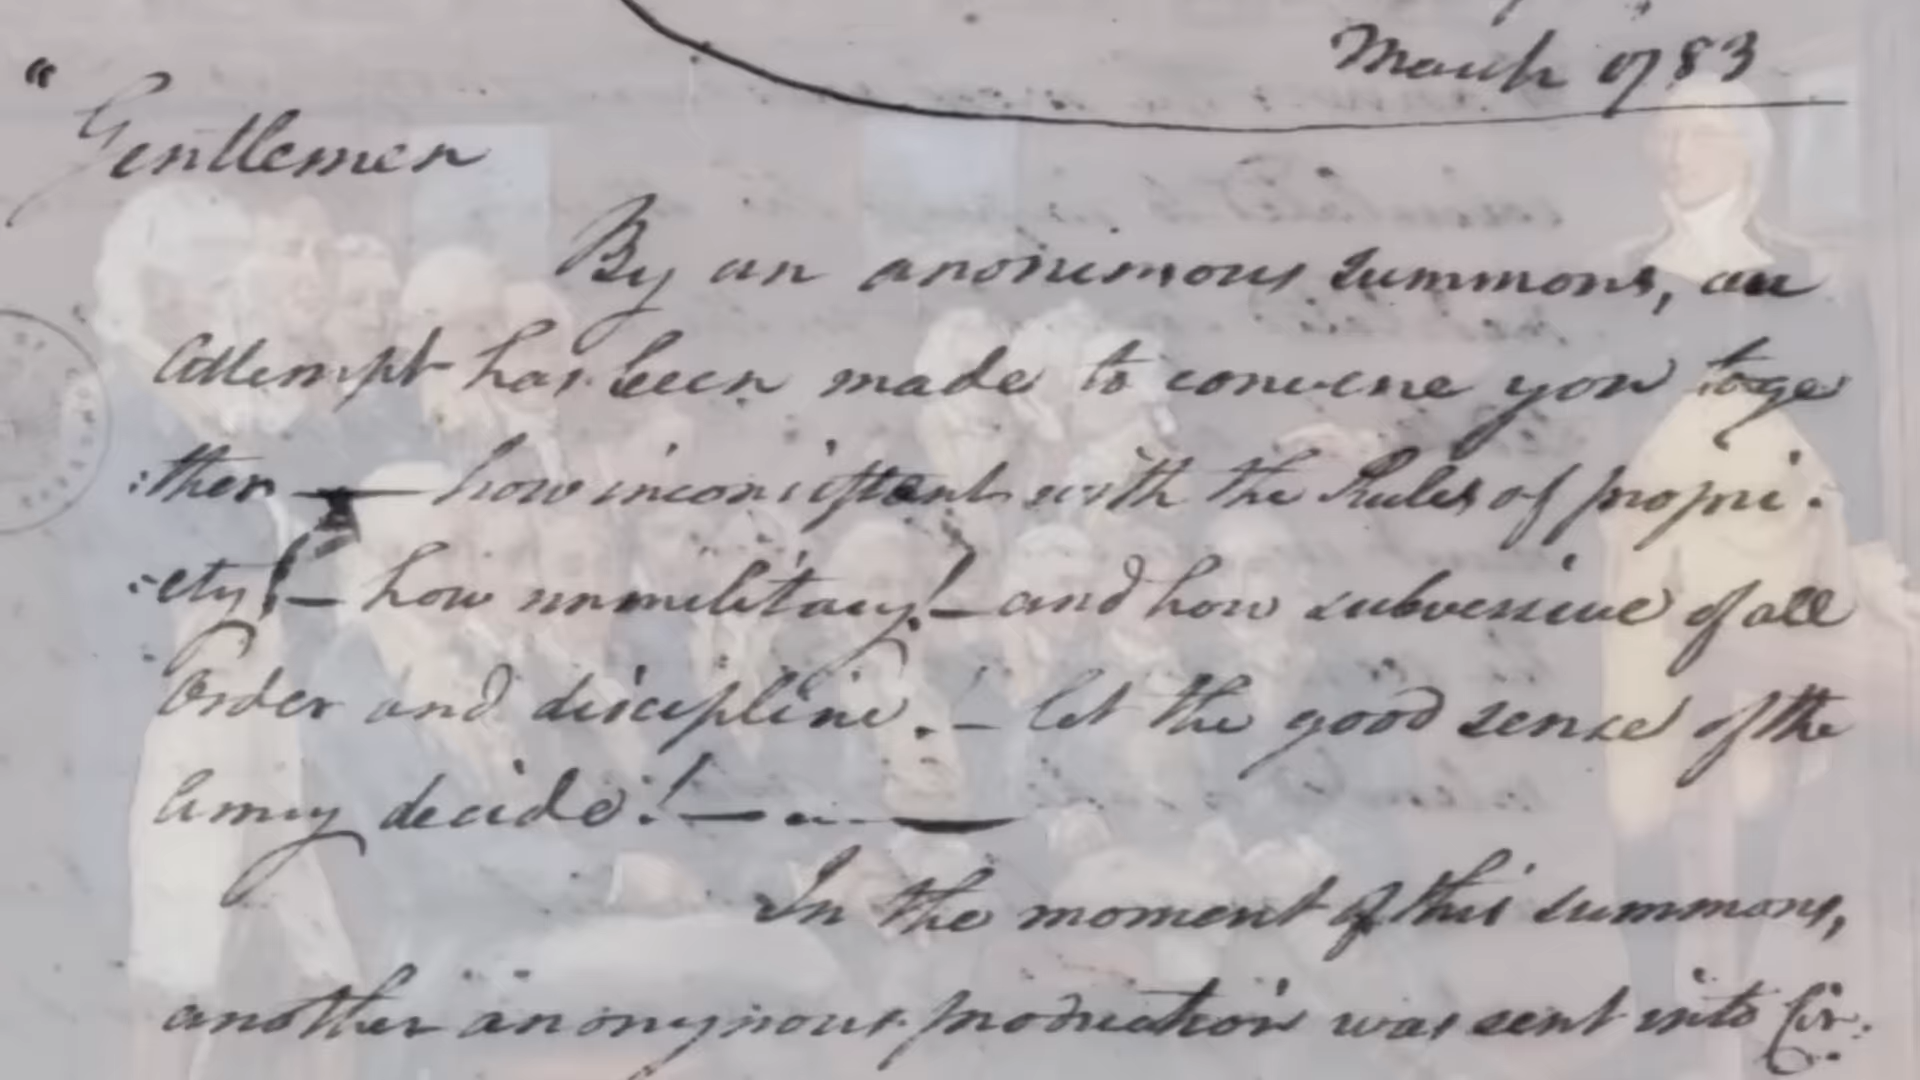 March 1783
"Gentlemen
By an anonimous summons, an
attempt has been made to convene you toge
:ther — how inconsistent with the Rules of propri:
:ety! — how unmilitary! — and how subversive of all
Order and discipline! — let the good sense of the
Army decide! —
In the moment of this summons,
another anonymous production was sent into Cir: